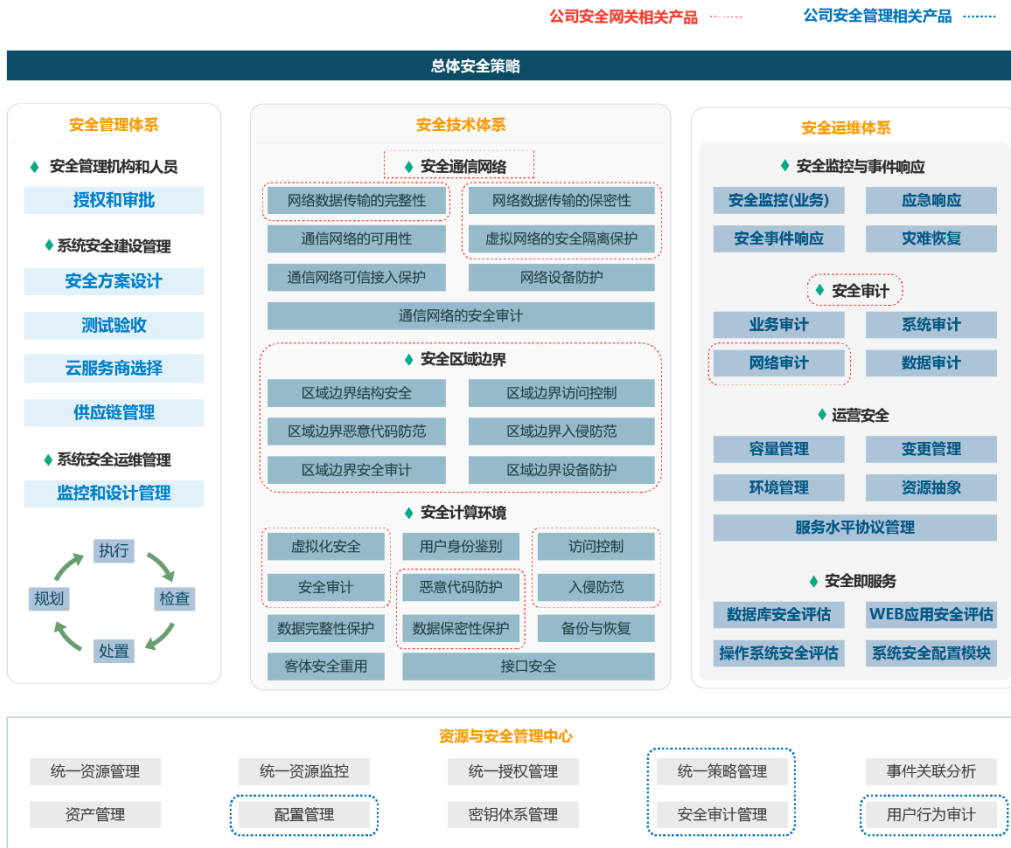 公司安全网关相关产品
公司安全管理相关产品
总体安全策略
安全管理体系
安全管理机构和人员
授权和审批
系统安全建设管理
安全方案设计
测试验收
云服务商选择
供应链管理
系统安全运维管理
监控和设计管理
执行
规划
检查
处置
安全技术体系
安全通信网络
网络数据传输的完整性
网络数据传输的保密性
通信网络的可用性
虚拟网络的安全隔离保护
通信网络可信接入保护
网络设备防护
通信网络的安全审计
安全区域边界
区域边界结构安全
区域边界访问控制
区域边界恶意代码防范
区域边界入侵防范
区域边界安全审计
区域边界设备防护
安全计算环境
虚拟化安全
用户身份鉴别
访问控制
安全审计
恶意代码防护
入侵防范
数据完整性保护
数据保密性保护
备份与恢复
客体安全重用
接口安全
安全运维体系
安全监控与事件响应
安全监控(业务)
应急响应
安全事件响应
灾难恢复
安全审计
业务审计
系统审计
网络审计
数据审计
运营安全
容量管理
变更管理
环境管理
资源抽象
服务水平协议管理
安全即服务
数据库安全评估
WEB应用安全评估
操作系统安全评估
系统安全配置模块
资源与安全管理中心
统一资源管理
统一资源监控
统一授权管理
统一策略管理
事件关联分析
资产管理
配置管理
密钥体系管理
安全审计管理
用户行为审计